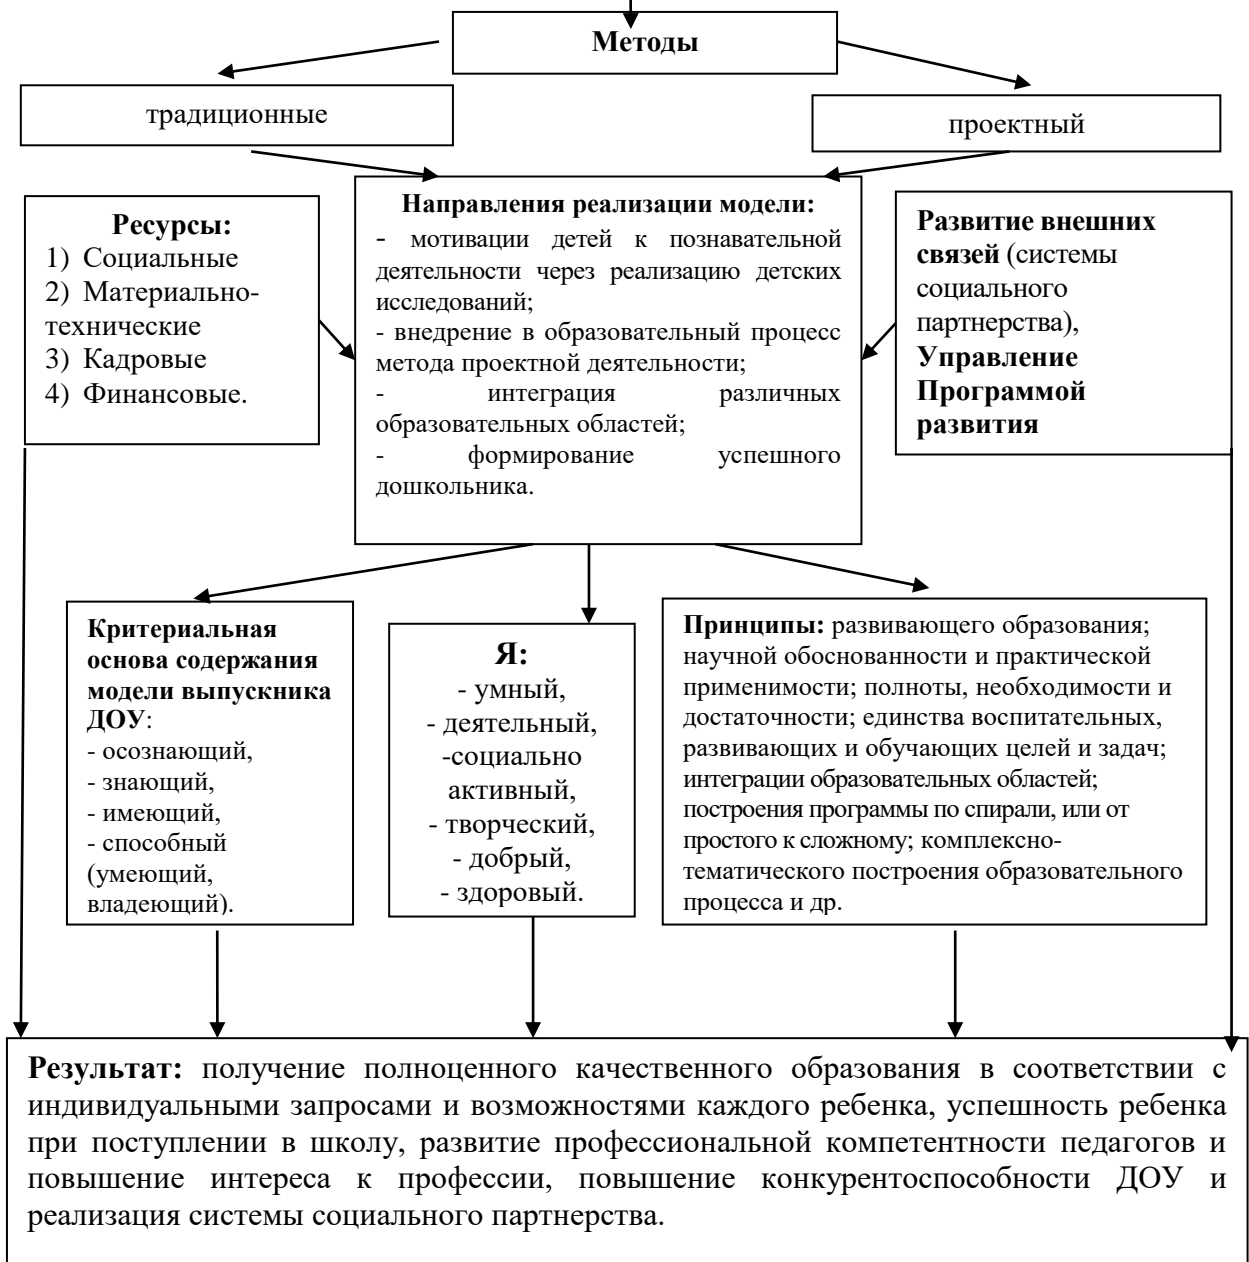 Методы
традиционные
проектный
Ресурсы:
1) Социальные
2) Материально-
технические
3) Кадровые
4) Финансовые.
Направления реализации модели:
- мотивации детей к познавательной
деятельности через реализацию детских
исследований;
- внедрение в образовательный процесс
метода проектной деятельности;
- интеграция различных
образовательных областей;
- формирование успешного
дошкольника.
Развитие внешних
связей (системы
социального
партнерства),
Управление
Программой
развития
Критериальная
основа содержания
модели выпускника
ДОУ:
- осознающий,
- знающий,
- имеющий,
- способный
(умеющий,
владеющий).
Я:
- умный,
- деятельный,
-социально
активный,
- творческий,
- добрый,
- здоровый.
Принципы: развивающего образования;
научной обоснованности и практической
применимости; полноты, необходимости и
достаточности; единства воспитательных,
развивающих и обучающих целей и задач;
интеграции образовательных областей;
построения программы по спирали, или от
простого к сложному; комплексно-
тематического построения образовательного
процесса и др.
Результат: получение полноценного качественного образования в соответствии с
индивидуальными запросами и возможностями каждого ребенка, успешность ребенка
при поступлении в школу, развитие профессиональной компетентности педагогов и
повышение интереса к профессии, повышение конкурентоспособности ДОУ и
реализация системы социального партнерства.